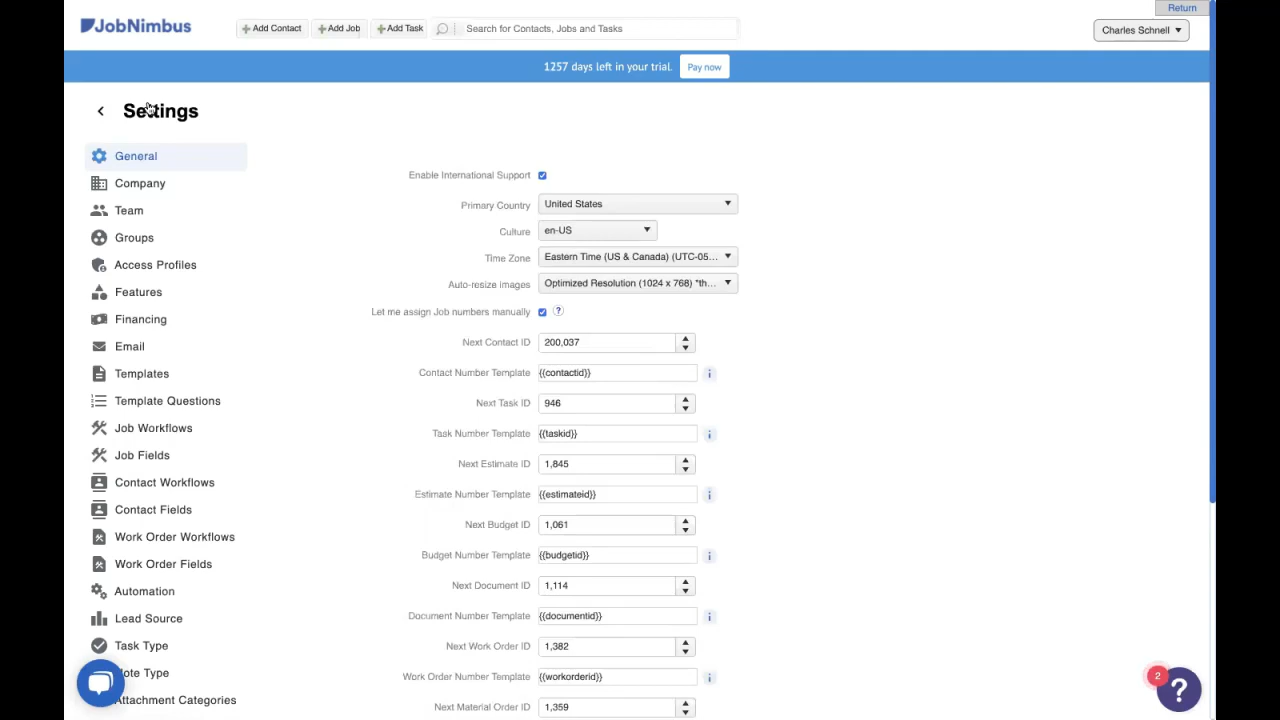 Return
JobNimbus
Add Contact
Add Job
Add Task
Search for Contacts, Jobs and Tasks
Charles Schnell
1257 days left in your trial.
Pay now
Settings
General
Company
Team
Groups
Access Profiles
Features
Financing
Email
Templates
Template Questions
Job Workflows
Job Fields
Contact Workflows
Contact Fields
Work Order Workflows
Work Order Fields
Automation
Lead Source
Task Type
ote Type
Attachment Categories
Enable International Support
Primary Country United States
Culture en-US
Time Zone Eastern Time (US & Canada) (UTC-05...
Auto-resize images Optimized Resolution (1024 x 768) *th...
Let me assign Job numbers manually ?
Next Contact ID 200,037
Contact Number Template {{contactid}} i
Next Task ID 946
Task Number Template {{taskid}} i
Next Estimate ID 1,845
Estimate Number Template {{estimateid}} i
Next Budget ID 1,061
Budget Number Template {{budgetid}} i
Next Document ID 1,114
Document Number Template {{documentid}} i
Next Work Order ID 1,382
Work Order Number Template {{workorderid}} i
Next Material Order ID 1,359
2
?